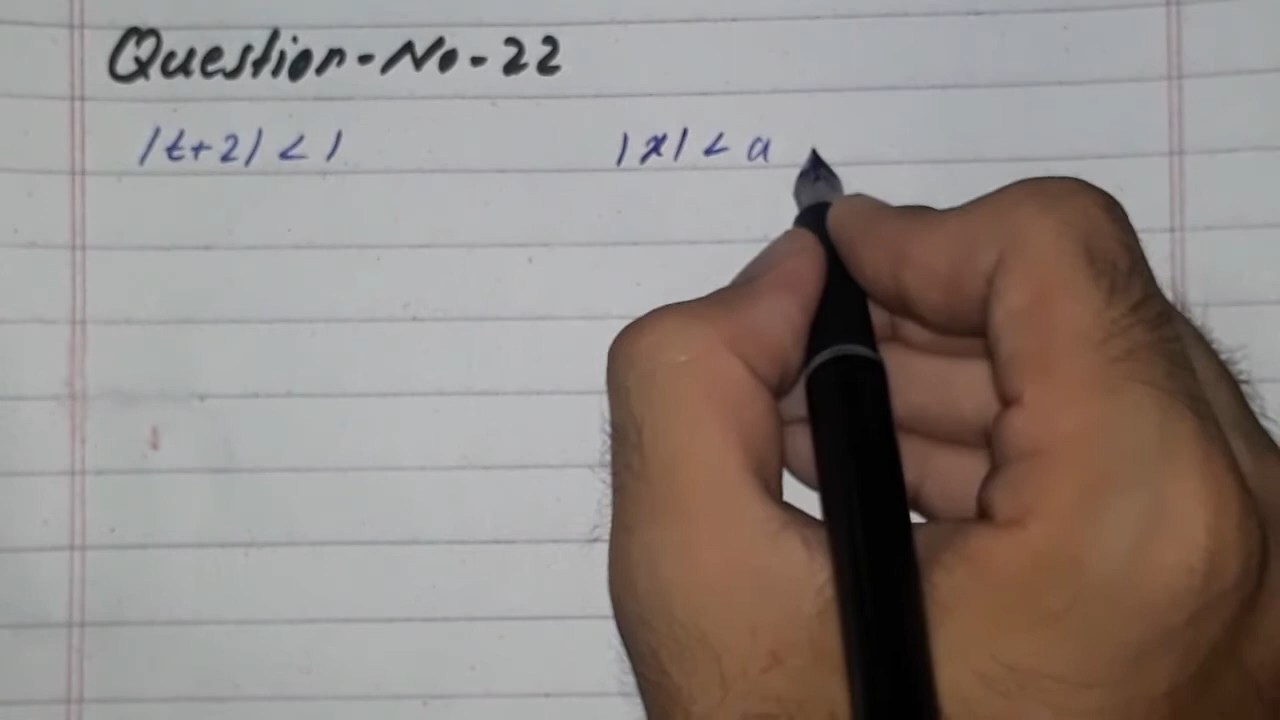 Question-No-22
|t+2| < 1 |x| < a